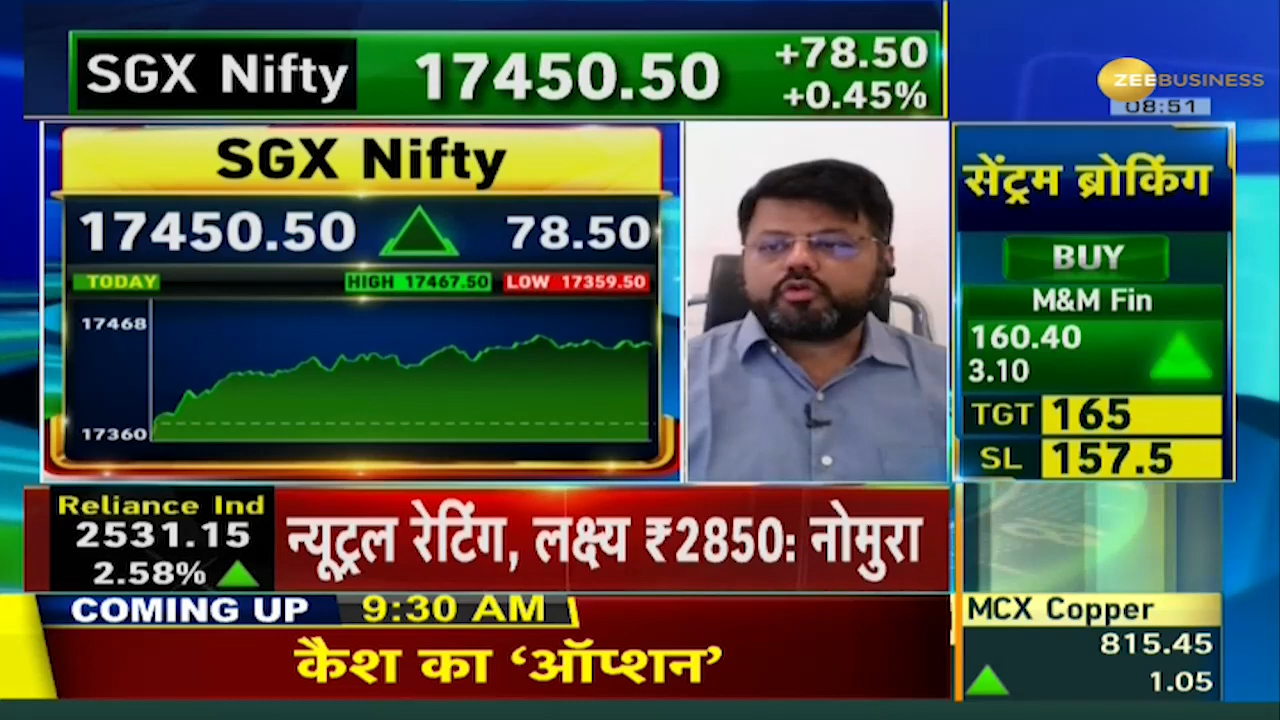 SGX Nifty
17450.50
+78.50
+0.45%
ZEEBUSINESS
08:51
SGX Nifty
17450.50
78.50
TODAY
HIGH 17467.50
LOW 17359.50
17468
17360
सेंट्रम ब्रोकिंग
BUY
M&M Fin
160.40
3.10
TGT 165
SL 157.5
Reliance Ind
2531.15
2.58%
न्यूट्रल रेटिंग, लक्ष्य ₹2850: नोमुरा
COMING UP 9:30 AM
कैश का ‘ऑप्शन’
MCX Copper
815.45
1.05